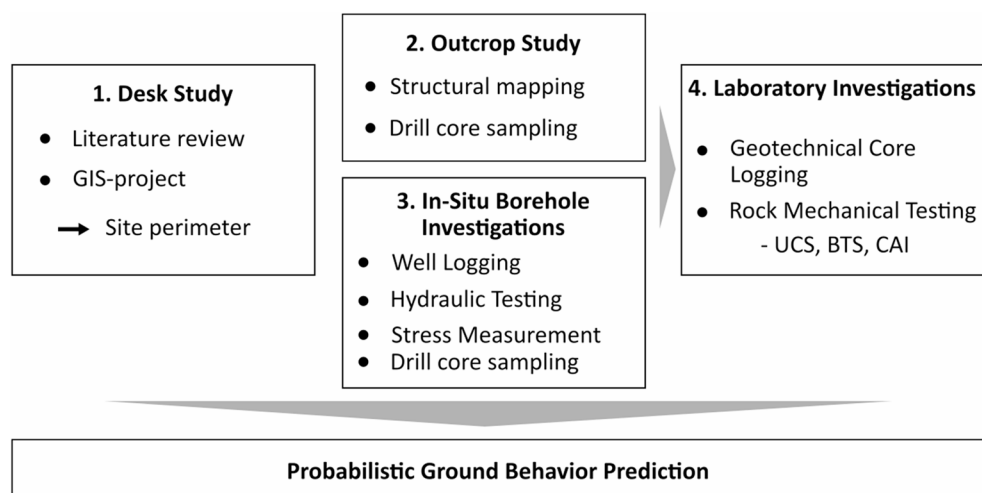 1. Desk Study
● Literature review
● GIS-project
→ Site perimeter
2. Outcrop Study
● Structural mapping
● Drill core sampling
3. In-Situ Borehole
Investigations
● Well Logging
● Hydraulic Testing
● Stress Measurement
● Drill core sampling
4. Laboratory Investigations
● Geotechnical Core
Logging
● Rock Mechanical Testing
- UCS, BTS, CAI
Probabilistic Ground Behavior Prediction